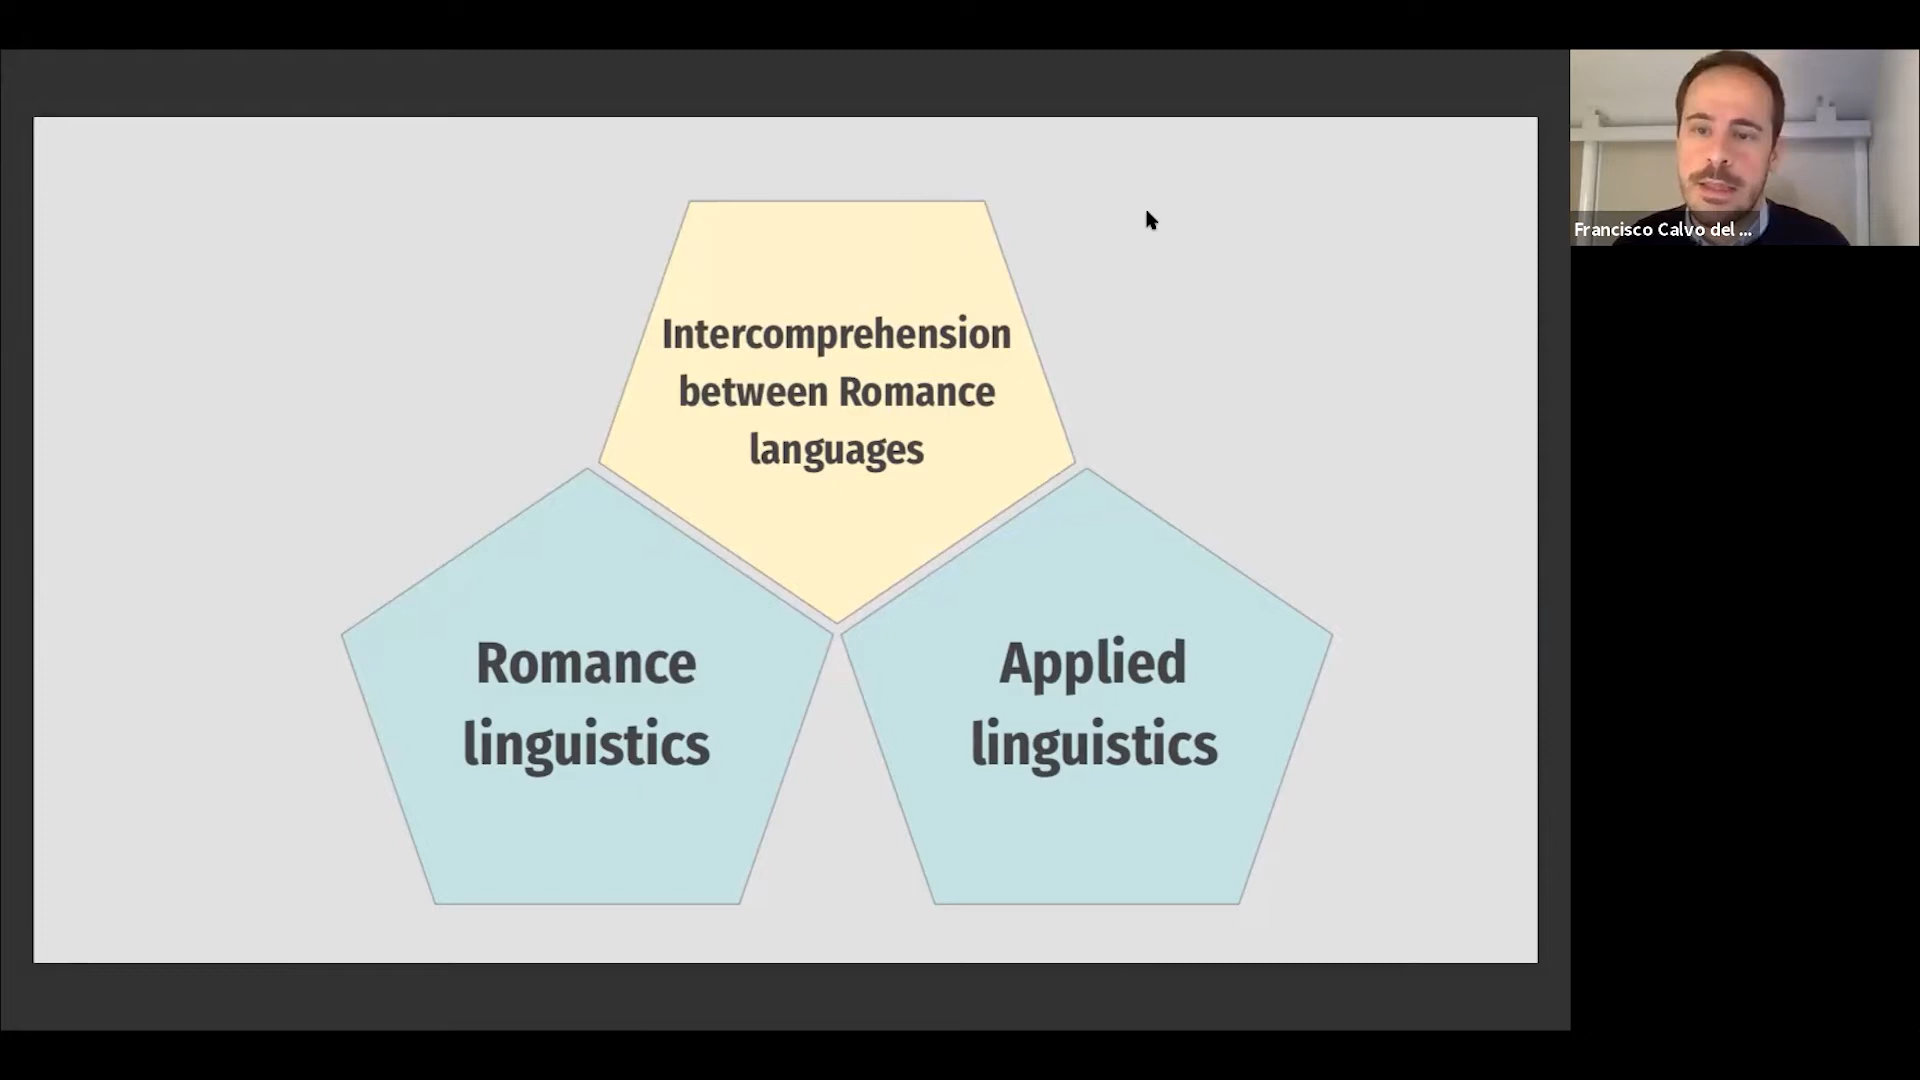 Intercomprehension
between Romance
languages
Romance
linguistics
Applied
linguistics
Francisco Calvo del ...